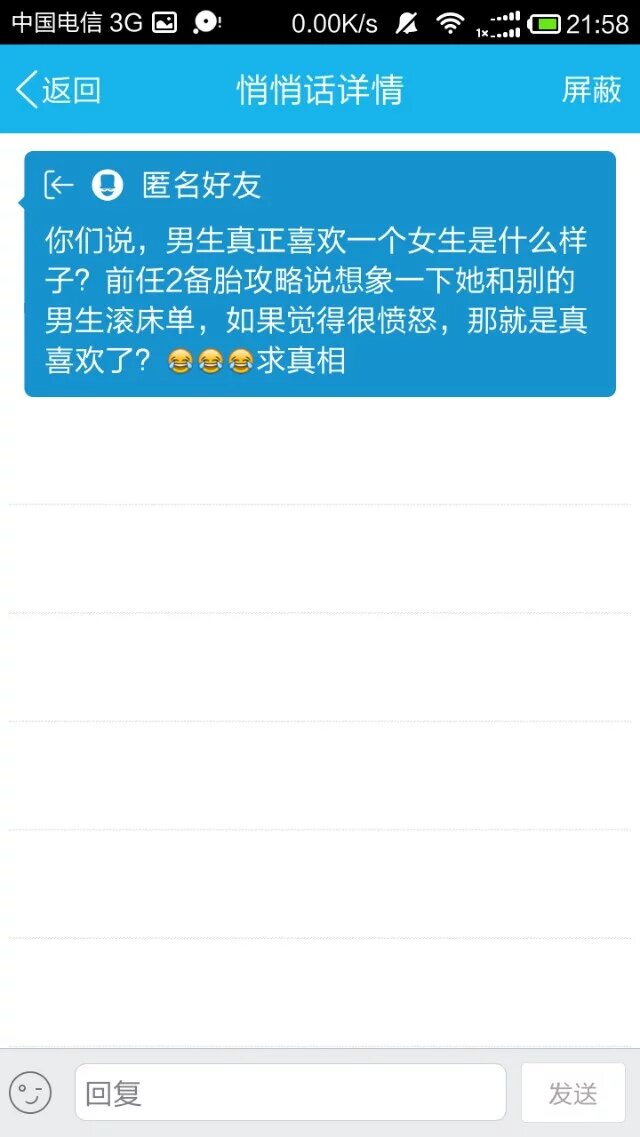 中国电信 3G 0.00K/s 1x 21:58
返回 悄悄话详情 屏蔽
匿名好友
你们说，男生真正喜欢一个女生是什么样
子？前任2备胎攻略说想象一下她和别的
男生滚床单，如果觉得很愤怒，那就是真
喜欢了？😂😂😂求真相
回复 发送